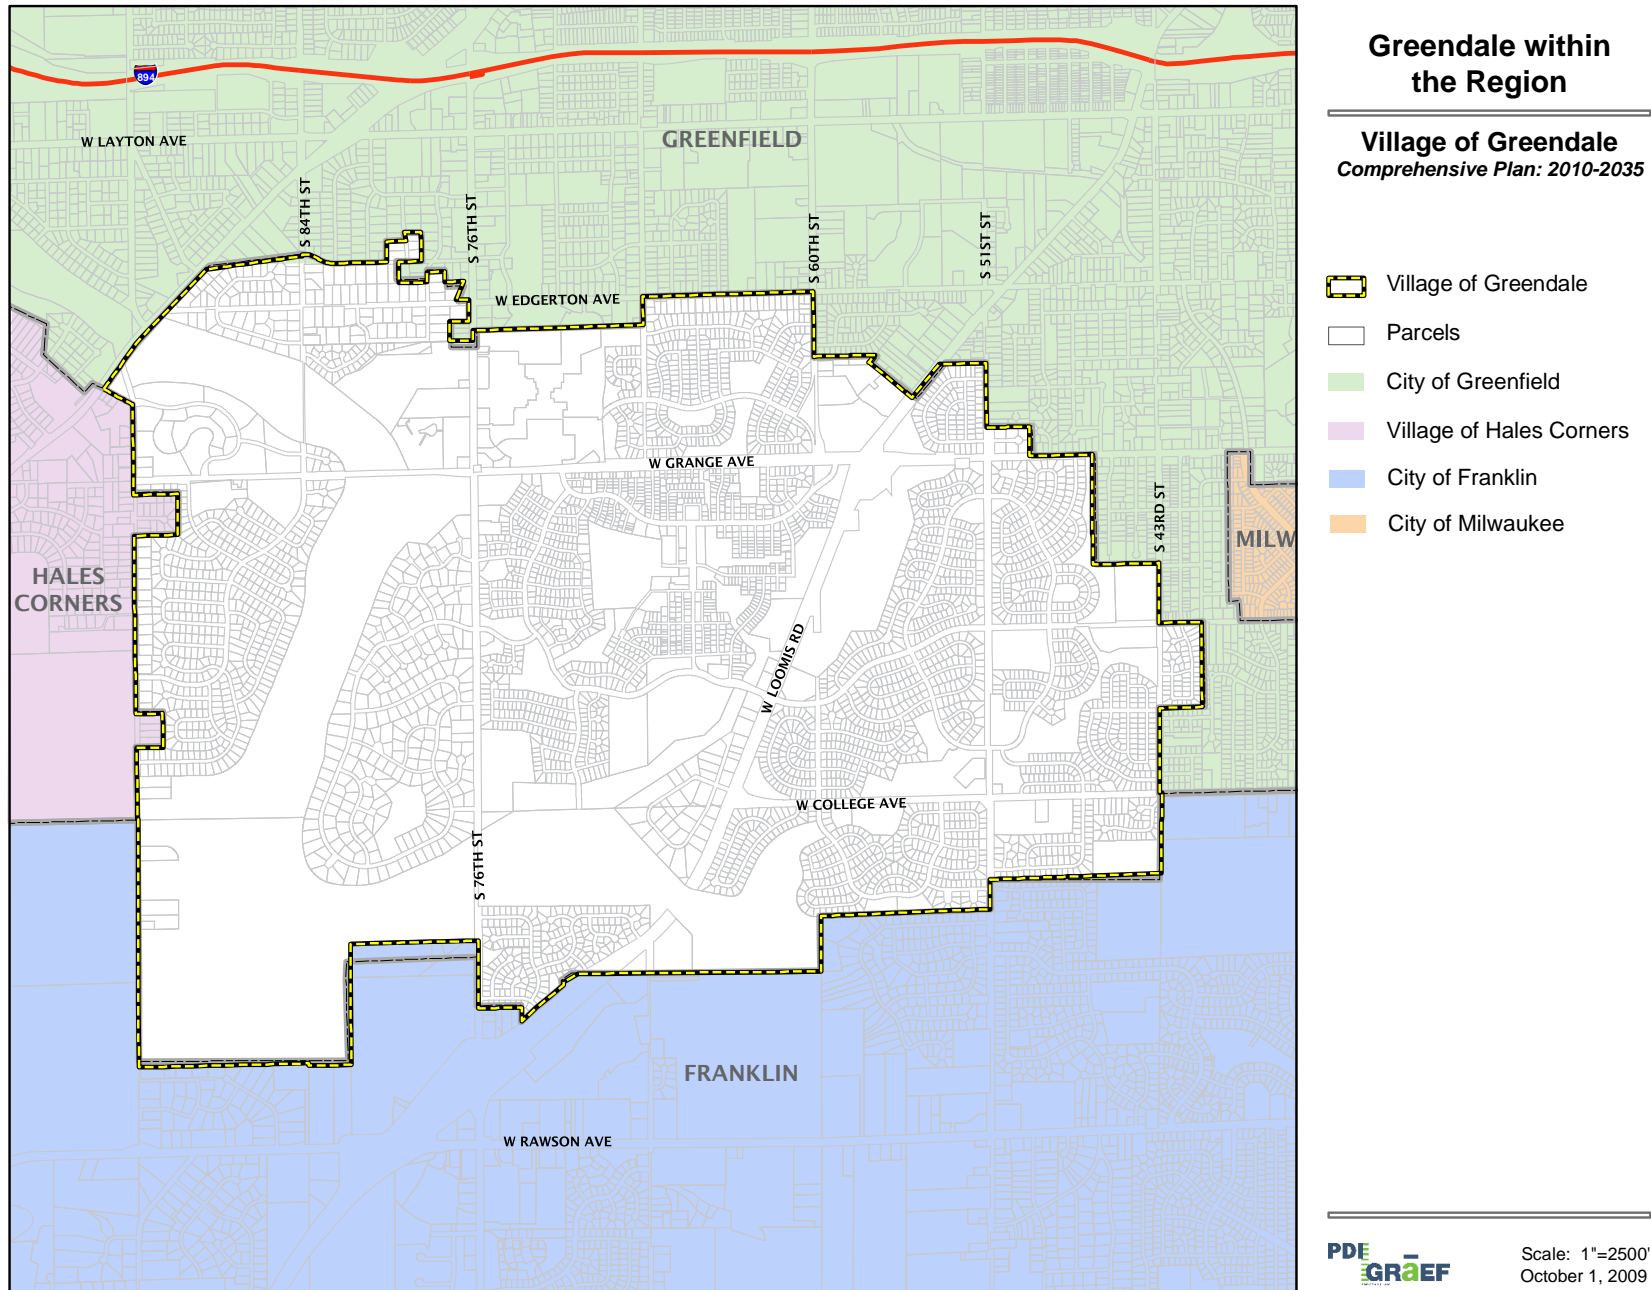 Greendale within
the Region
Village of Greendale
Comprehensive Plan: 2010-2035
Village of Greendale
Parcels
City of Greenfield
Village of Hales Corners
City of Franklin
City of Milwaukee
894
W LAYTON AVE
GREENFIELD
S 84TH ST
S 76TH ST
S 60TH ST
S 51ST ST
W EDGERTON AVE
W GRANGE AVE
S 43RD ST
MILW
HALES
CORNERS
W LOOMIS RD
W COLLEGE AVE
S 76TH ST
FRANKLIN
W RAWSON AVE
PDI
GRAEF
Scale: 1"=2500'
October 1, 2009